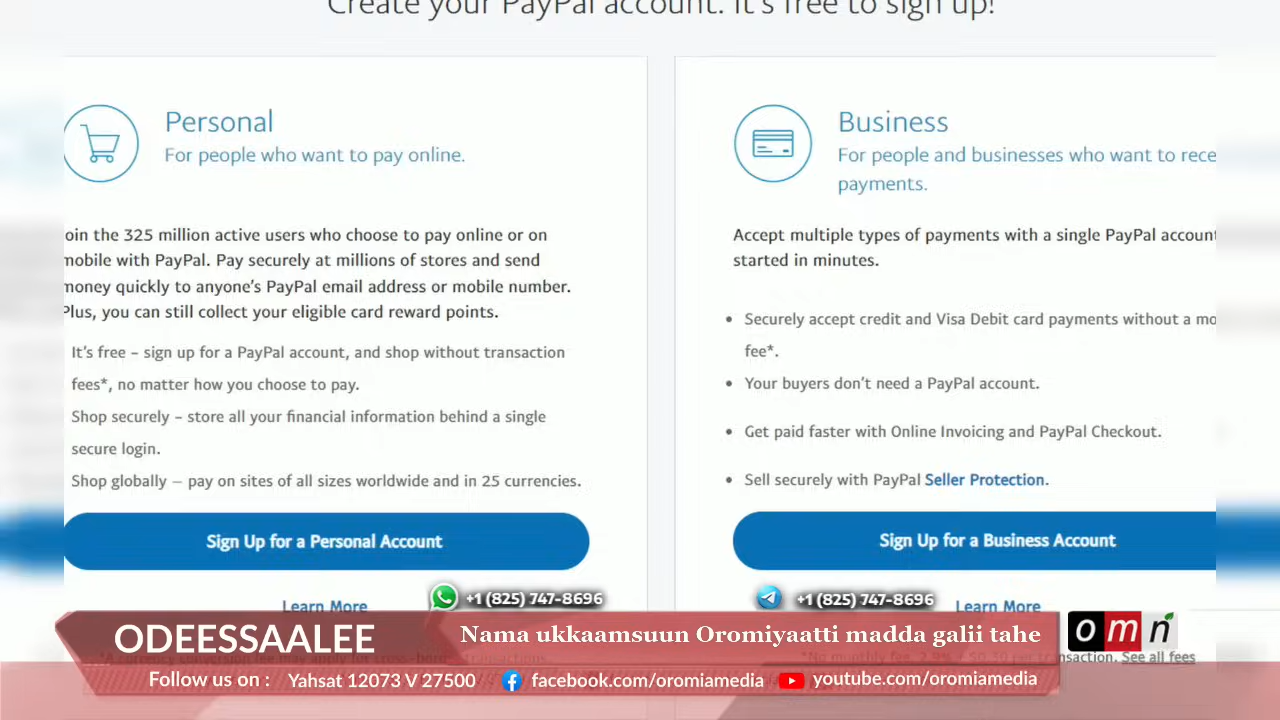 Create your PayPal account. It's free to sign up!
Personal
For people who want to pay online.
oin the 325 million active users who choose to pay online or on
mobile with PayPal. Pay securely at millions of stores and send
money quickly to anyone's PayPal email address or mobile number.
Plus, you can still collect your eligible card reward points.
It's free – sign up for a PayPal account, and shop without transaction
fees*, no matter how you choose to pay.
Shop securely – store all your financial information behind a single
secure login.
Shop globally – pay on sites of all sizes worldwide and in 25 currencies.
Sign Up for a Personal Account
Learn More
Business
For people and businesses who want to rece
payments.
Accept multiple types of payments with a single PayPal account
started in minutes.
• Securely accept credit and Visa Debit card payments without a mo
fee*.
• Your buyers don't need a PayPal account.
• Get paid faster with Online Invoicing and PayPal Checkout.
• Sell securely with PayPal Seller Protection.
Sign Up for a Business Account
Learn More
+1 (825) 747-8696
+1 (825) 747-8696
ODEESSAALEE
Nama ukkaamsuun Oromiyaatti madda galii tahe
omn
*No monthly fee. 2.9% + $0.30 per transaction. See all fees
Follow us on : Yahsat 12073 V 27500 facebook.com/oromiamedia youtube.com/oromiamedia